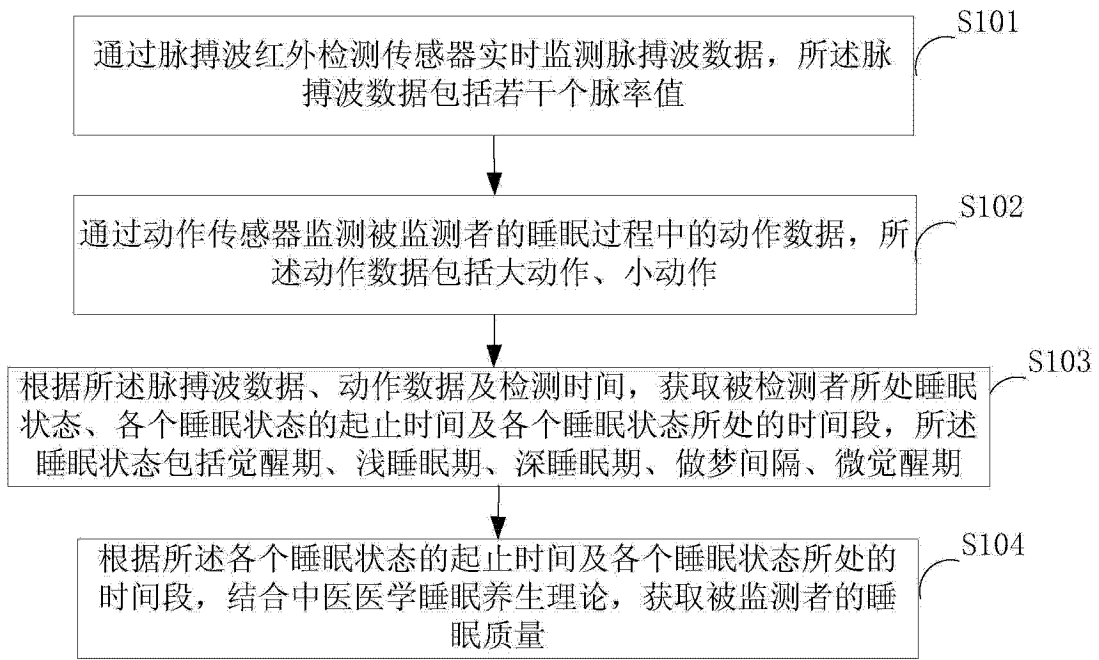 S101
通过脉搏波红外检测传感器实时监测脉搏波数据，所述脉
搏波数据包括若干个脉率值
S102
通过动作传感器监测被监测者的睡眠过程中的动作数据，所
述动作数据包括大动作、小动作
S103
根据所述脉搏波数据、动作数据及检测时间，获取被检测者所处睡眠
状态、各个睡眠状态的起止时间及各个睡眠状态所处的时间段，所述
睡眠状态包括觉醒期、浅睡眠期、深睡眠期、做梦间隔、微觉醒期
S104
根据所述各个睡眠状态的起止时间及各个睡眠状态所处的
时间段，结合中医医学睡眠养生理论，获取被监测者的睡
眠质量